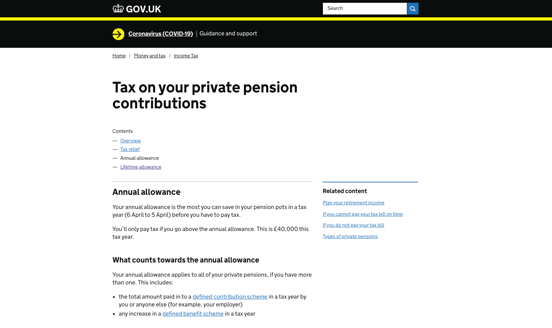 GOV.UK
Search
Coronavirus (COVID-19) | Guidance and support
Home > Money and tax > Income Tax
Tax on your private pension
contributions
Contents
— Overview
— Tax relief
— Annual allowance
— Lifetime allowance
Annual allowance
Your annual allowance is the most you can save in your pension pots in a tax
year (6 April to 5 April) before you have to pay tax.
You'll only pay tax if you go above the annual allowance. This is £40,000 this
tax year.
What counts towards the annual allowance
Your annual allowance applies to all of your private pensions, if you have more
than one. This includes:
• the total amount paid in to a defined contribution scheme in a tax year by
you or anyone else (for example, your employer)
• any increase in a defined benefit scheme in a tax year
Related content
Plan your retirement income
If you cannot pay your tax bill on time
If you do not pay your tax bill
Types of private pensions